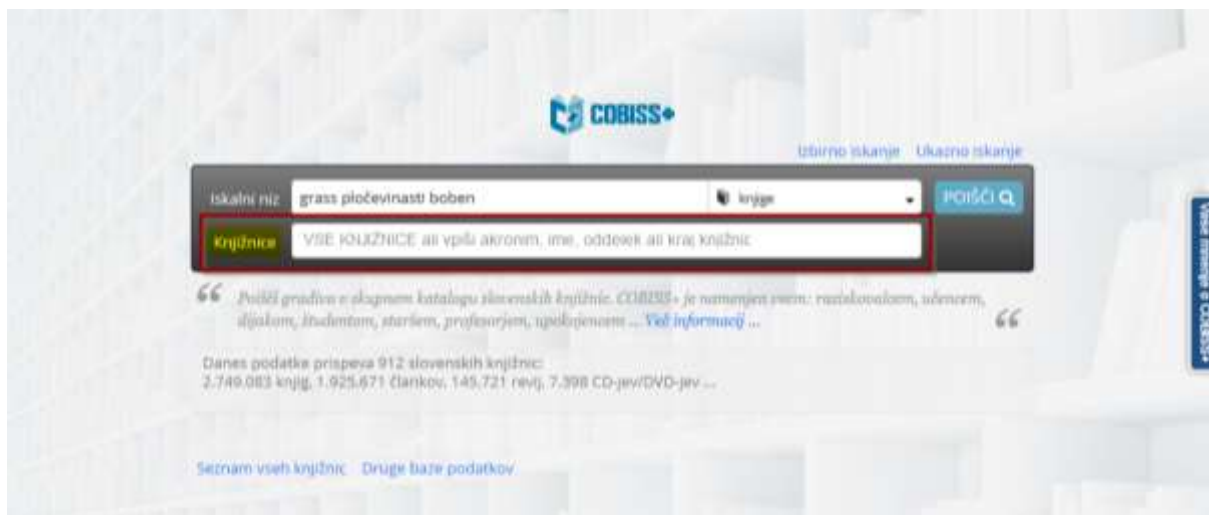 COBISS+
Izbirno iskanje Ukazno iskanje
Iskalni niz grass pločevinasti boben knjige POIŠČI
Knjižnice VSE KNJIŽNICE ali vpiši akronim, ime, oddelek ali kraj knjižnic
“ Poišči gradivo v skupnem katalogu slovenskih knjižnic. COBISS+ je namenjen vsem: raziskovalcem, učencem,
dijakom, študentom, staršem, profesorjem, upokojencem ... Več informacij ... “
Danes podatke prispeva 912 slovenskih knjižnic:
2.749.083 knjig, 1.925.671 člankov, 145.721 revij, 7.398 CD-jev/DVD-jev ...
Seznam vseh knjižnic Druge baze podatkov
Vaše mnenje o COBISS+